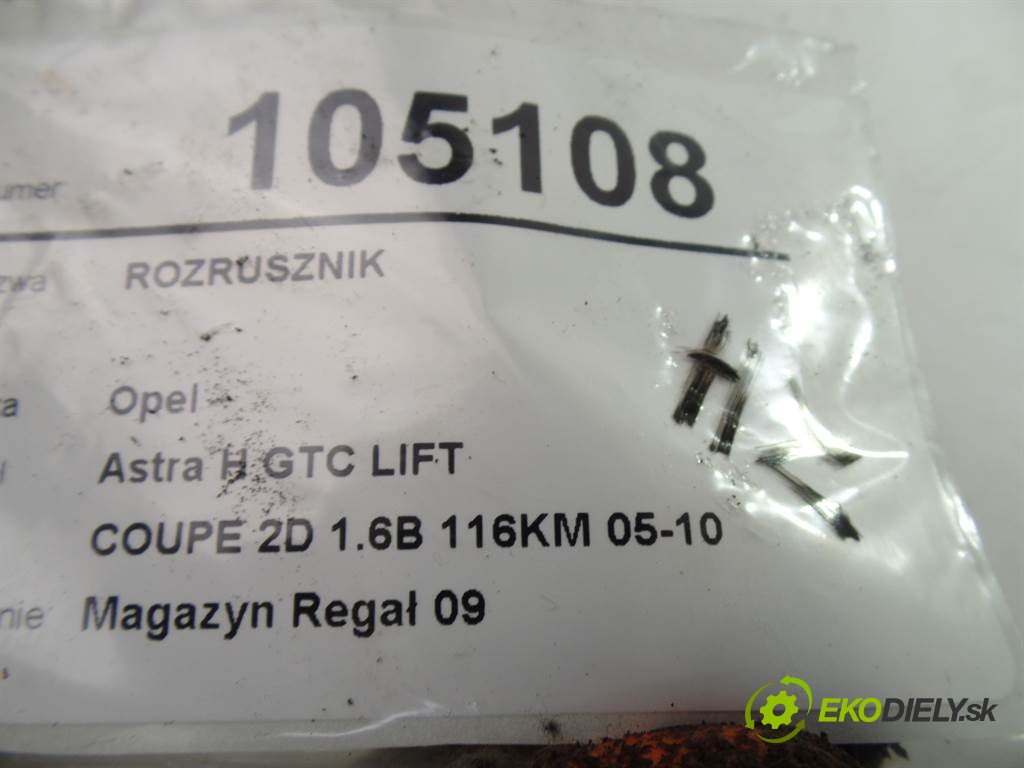 105108
umer
zwa ROZRUSZNIK
Opel
Astra H GTC LIFT
COUPE 2D 1.6B 116KM 05-10
nie Magazyn Regał 09
EKODIELY.sk